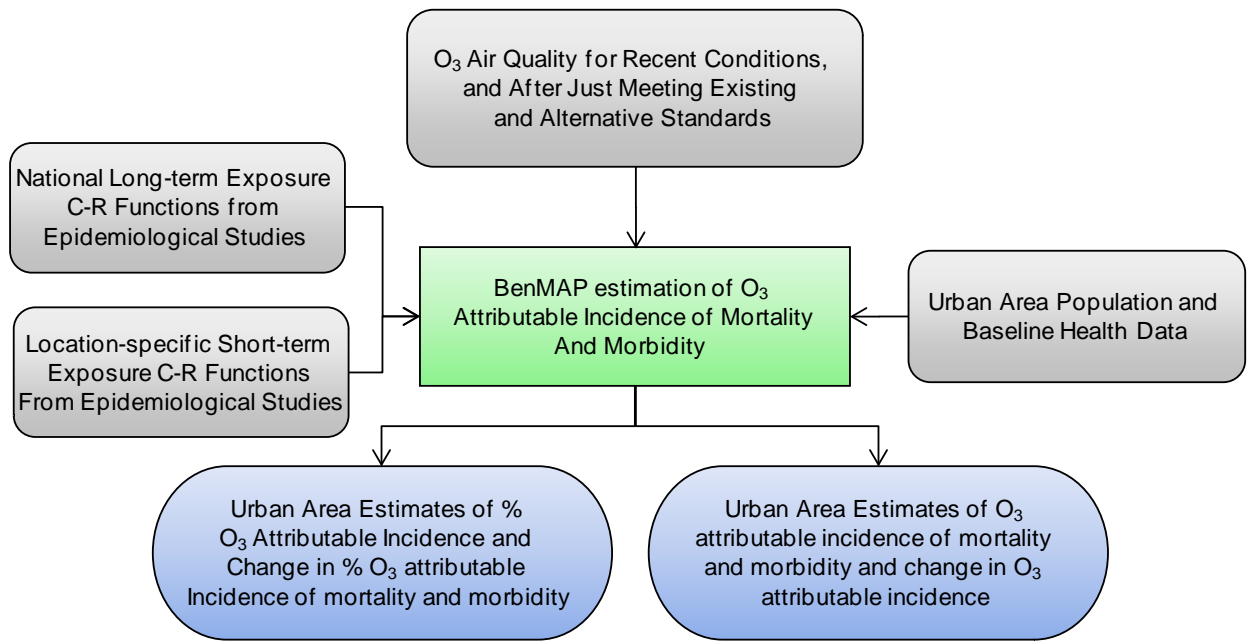 O₃ Air Quality for Recent Conditions,
and After Just Meeting Existing
and Alternative Standards
National Long-term Exposure
C-R Functions from
Epidemiological Studies
Location-specific Short-term
Exposure C-R Functions
From Epidemiological Studies
BenMAP estimation of O₃
Attributable Incidence of Mortality
And Morbidity
Urban Area Population and
Baseline Health Data
Urban Area Estimates of %
O₃ Attributable Incidence and
Change in % O₃ attributable
Incidence of mortality and morbidity
Urban Area Estimates of O₃
attributable incidence of mortality
and morbidity and change in O₃
attributable incidence